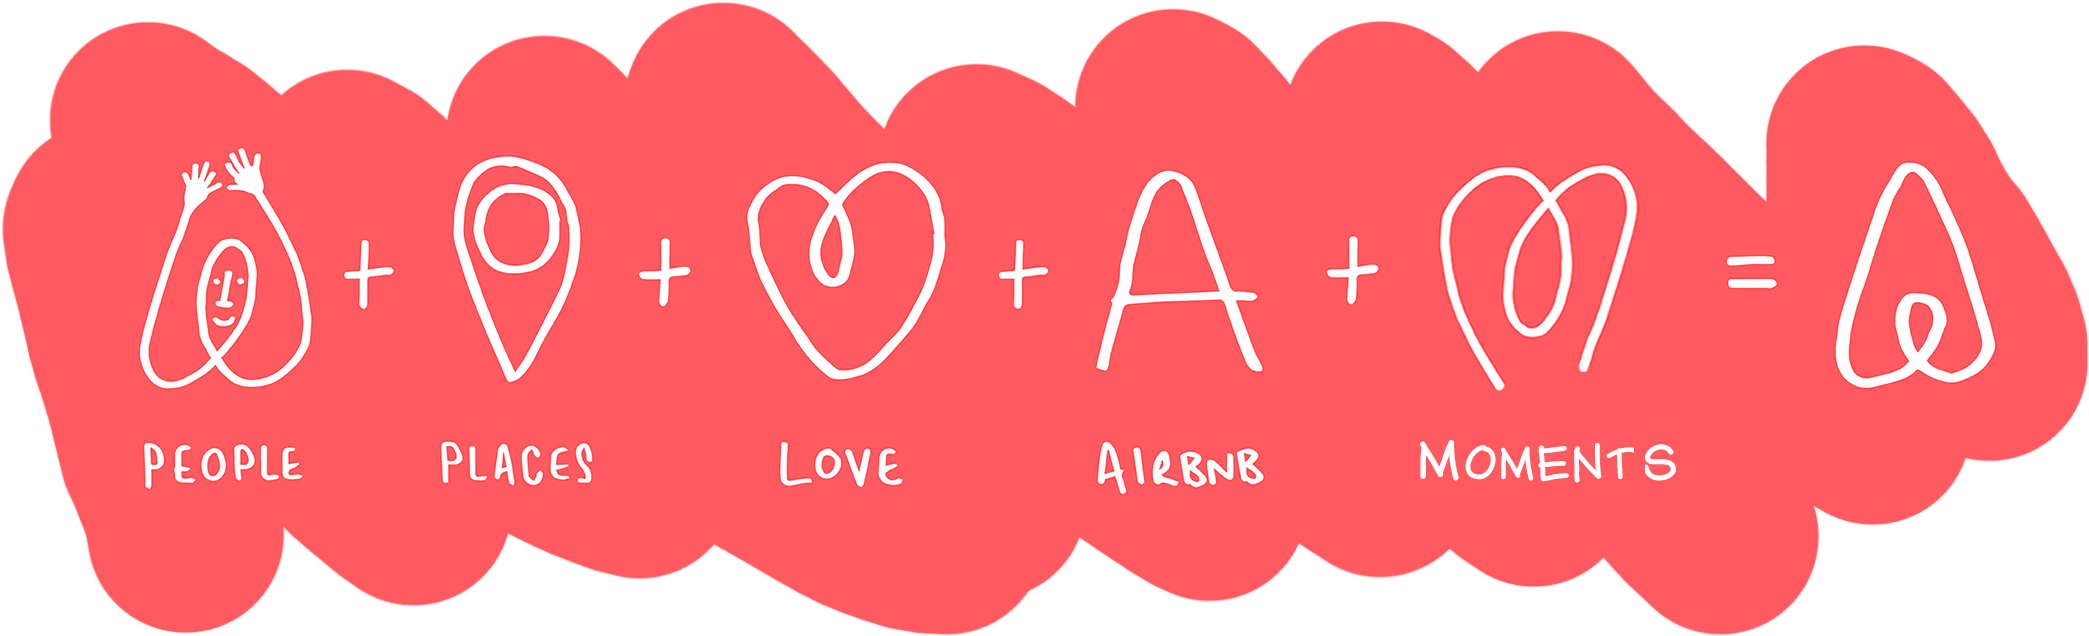 + + + + =
PEOPLE PLACES LOVE AIRBNB MOMENTS